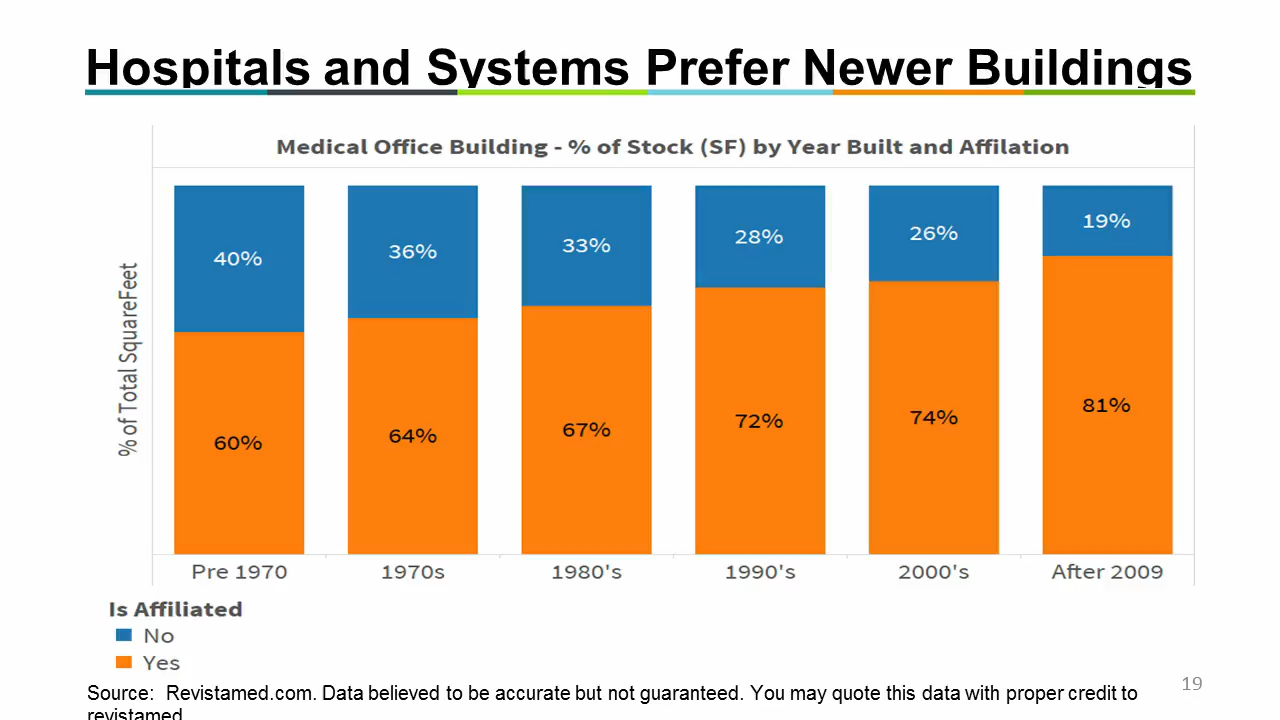 Hospitals and Systems Prefer Newer Buildings
Medical Office Building - % of Stock (SF) by Year Built and Affilation
% of Total SquareFeet
40% 36% 33% 28% 26% 19%
60% 64% 67% 72% 74% 81%
Pre 1970 1970s 1980's 1990's 2000's After 2009
Is Affiliated
No
Yes
Source: Revistamed.com. Data believed to be accurate but not guaranteed. You may quote this data with proper credit to
revistamed
19